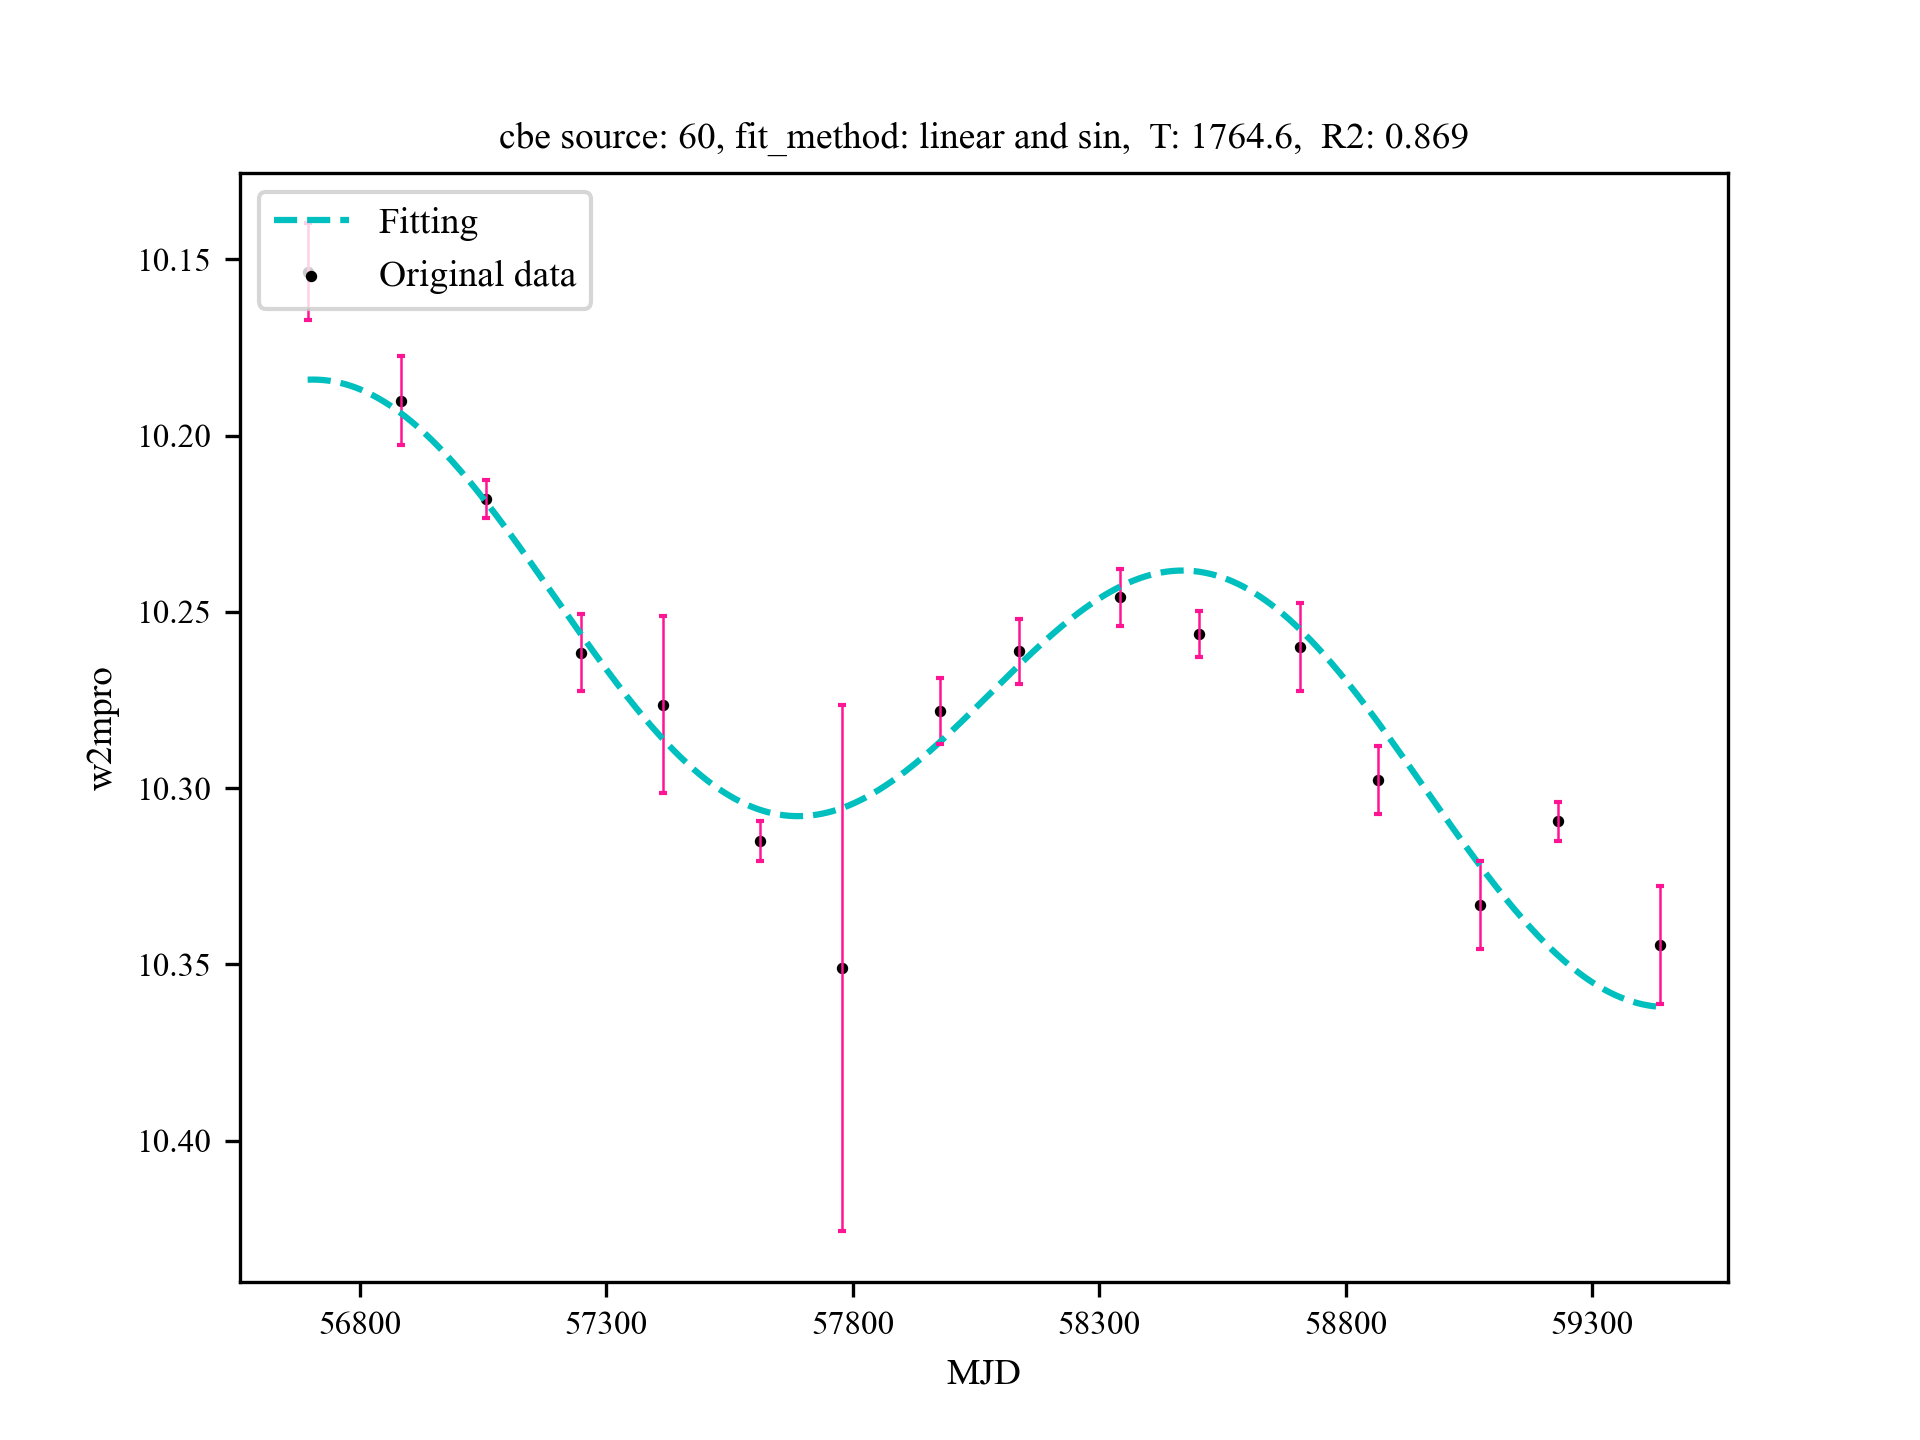 cbe source: 60, fit_method: linear and sin, T: 1764.6, R2: 0.869
Fitting
Original data
10.15
10.20
10.25
10.30
10.35
10.40
w2mpro
56800 57300 57800 58300 58800 59300
MJD